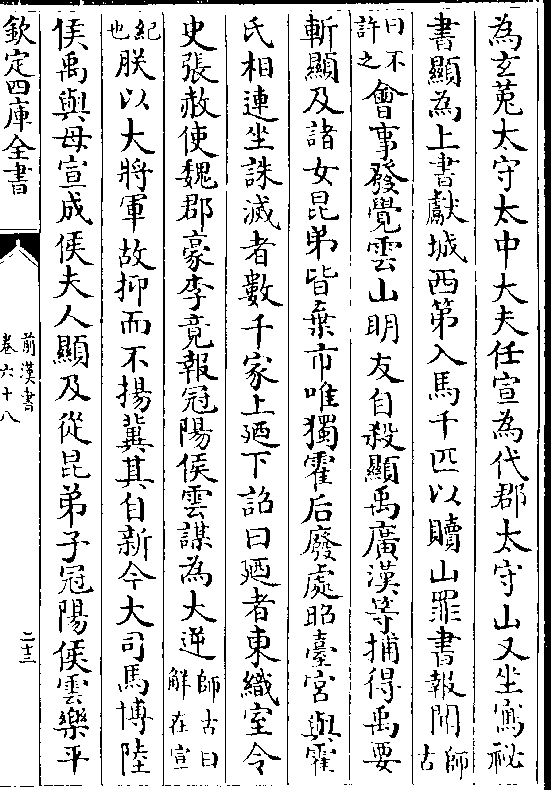 為玄菟太守太中大夫任宣為代郡太守山又坐寫祕
書顯為上書獻城西第入馬千匹以贖山罪書報聞師古
曰不許之會事發覺雲山明友自殺顯禹廣漢等捕得禹要
斬顯及諸女昆弟皆棄市唯獨霍后廢處昭臺宮與霍
氏相連坐誅滅者數千家上廼下詔曰廼者東織室令
史張赦使魏郡豪李竟報冠陽侯雲謀為大逆師古曰解在宣
紀也朕以大將軍故抑而不揚冀其自新今大司馬博陸
侯禹與母宣成侯夫人顯及從昆弟子冠陽侯雲樂平
欽定四庫全書
前漢書
卷六十八
二十三